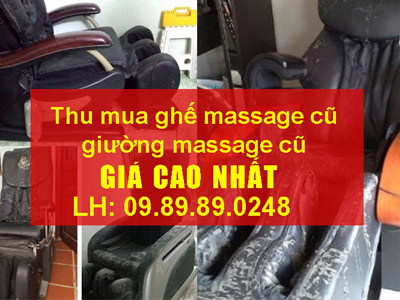 Thu mua ghế massage cũ
giường massage cũ
GIÁ CAO NHẤT
LH: 09.89.89.0248